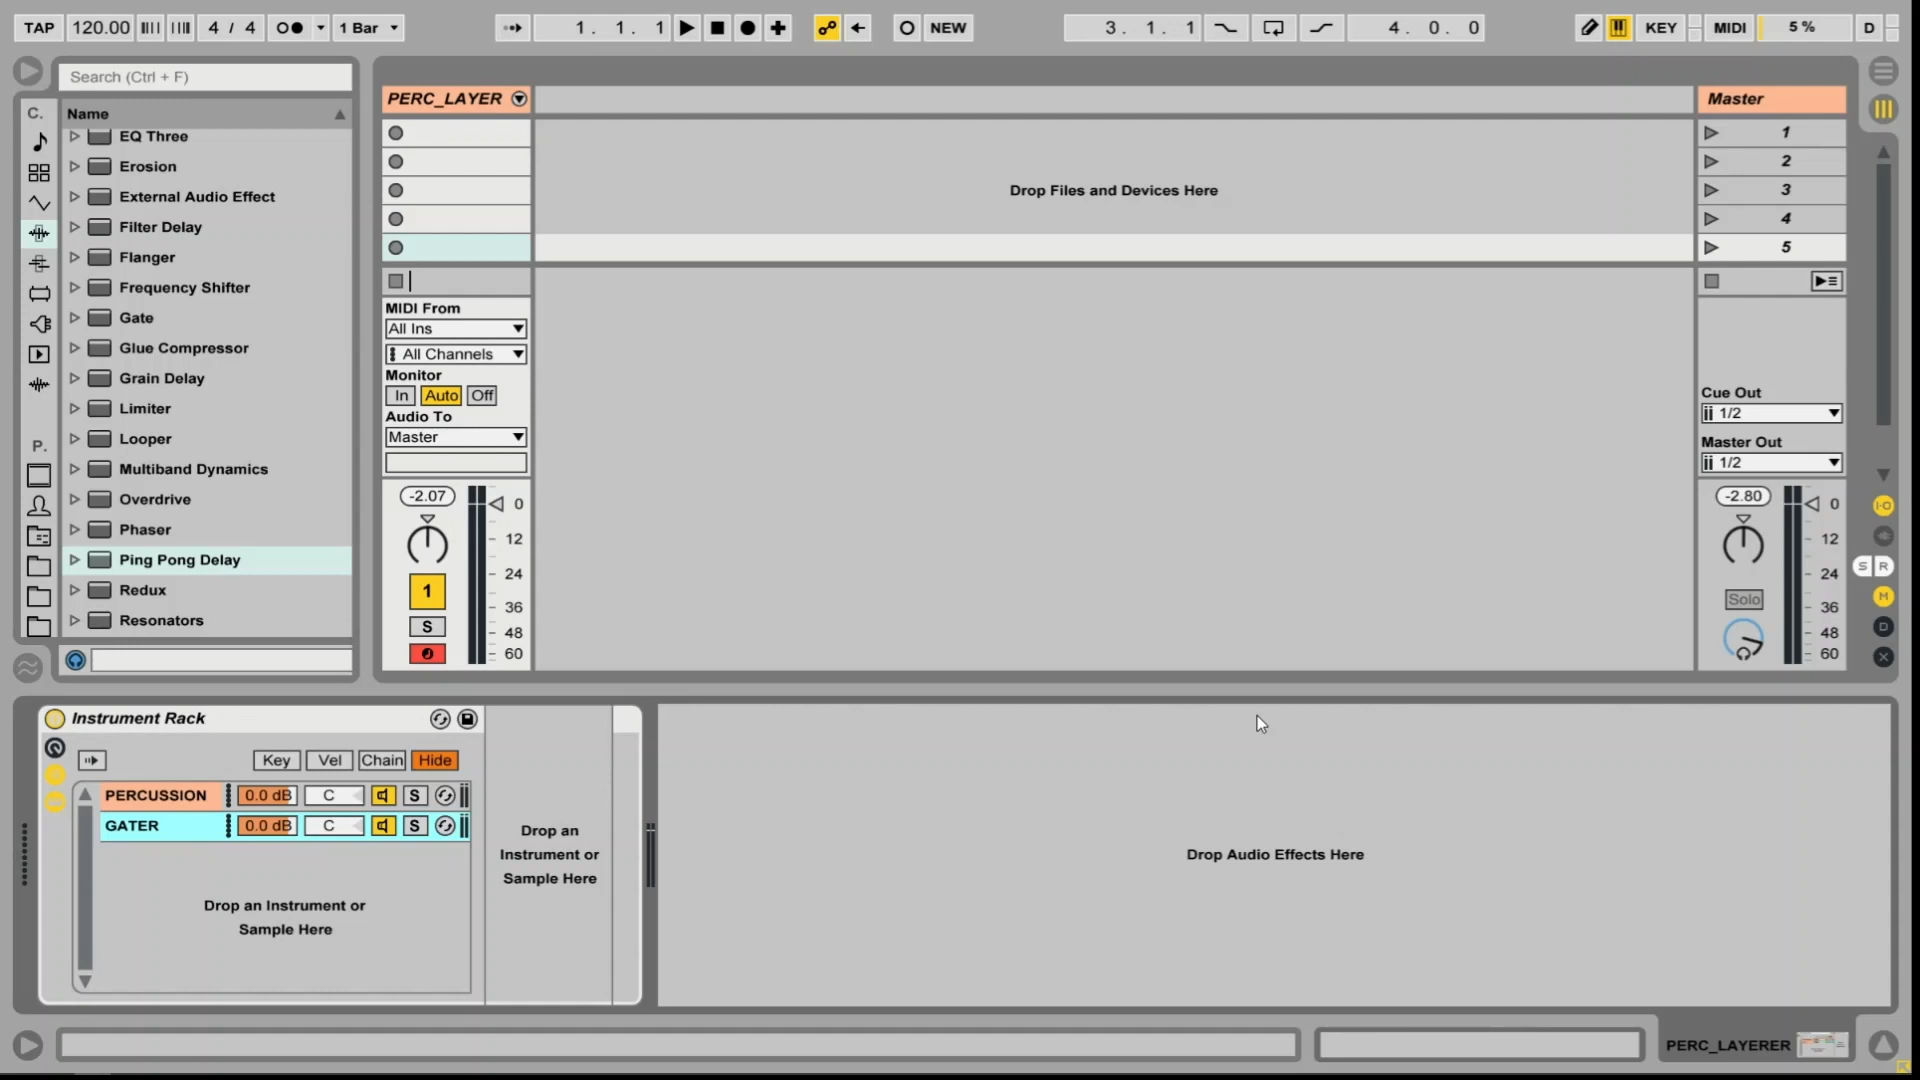 TAP 120.00 4 / 4 1 Bar 1. 1. 1 NEW 3. 1. 1 4. 0. 0 KEY MIDI 5 % D
Search (Ctrl + F)
C. Name
EQ Three
Erosion
External Audio Effect
Filter Delay
Flanger
Frequency Shifter
Gate
Glue Compressor
Grain Delay
Limiter
Looper
P.
Multiband Dynamics
Overdrive
Phaser
Ping Pong Delay
Redux
Resonators
PERC_LAYER
Drop Files and Devices Here
MIDI From
All Ins
All Channels
Monitor
In Auto Off
Audio To
Master
-2.07
0
12
24
1
36
S
48
60
Master
1
2
3
4
5
Cue Out
1/2
Master Out
1/2
-2.80
0
12
24
Solo
36
48
60
I·O
S R
M
D
X
Instrument Rack
Key Vel Chain Hide
PERCUSSION 0.0 dB C S
GATER 0.0 dB C S
Drop an Instrument or
Sample Here
Drop an
Instrument or
Sample Here
Drop Audio Effects Here
PERC_LAYERER